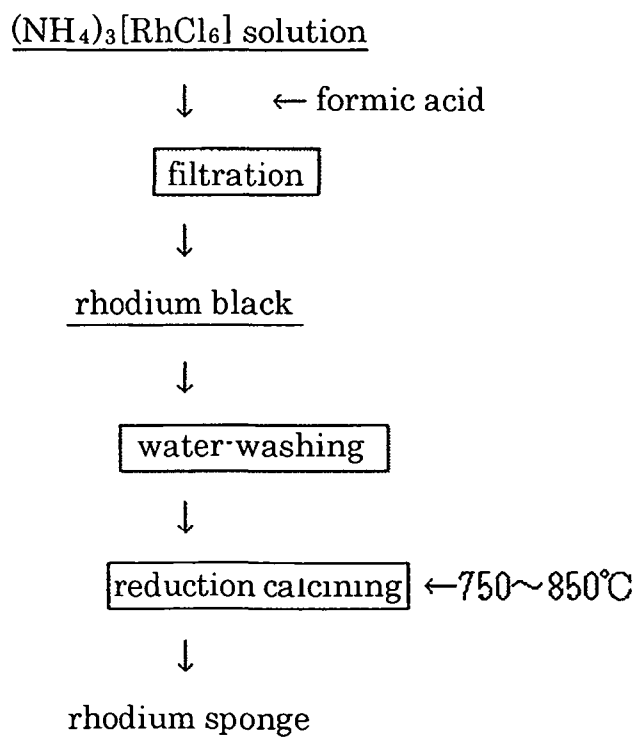 (NH₄)₃[RhCl₆] solution
↓ ← formic acid
filtration
↓
rhodium black
↓
water-washing
↓
reduction calcining ←750～850℃
↓
rhodium sponge